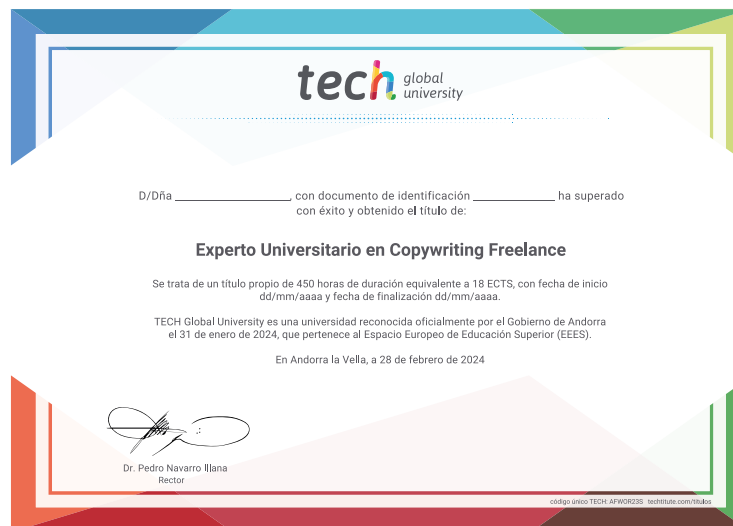 tech global university
D/Dña ______________, con documento de identificación ______________ ha superado
con éxito y obtenido el título de:
Experto Universitario en Copywriting Freelance
Se trata de un título propio de 450 horas de duración equivalente a 18 ECTS, con fecha de inicio
dd/mm/aaaa y fecha de finalización dd/mm/aaaa.
TECH Global University es una universidad reconocida oficialmente por el Gobierno de Andorra
el 31 de enero de 2024, que pertenece al Espacio Europeo de Educación Superior (EEES).
En Andorra la Vella, a 28 de febrero de 2024
Dr. Pedro Navarro Illana
Rector
código único TECH: AFWOR23S techtitute.com/titulos